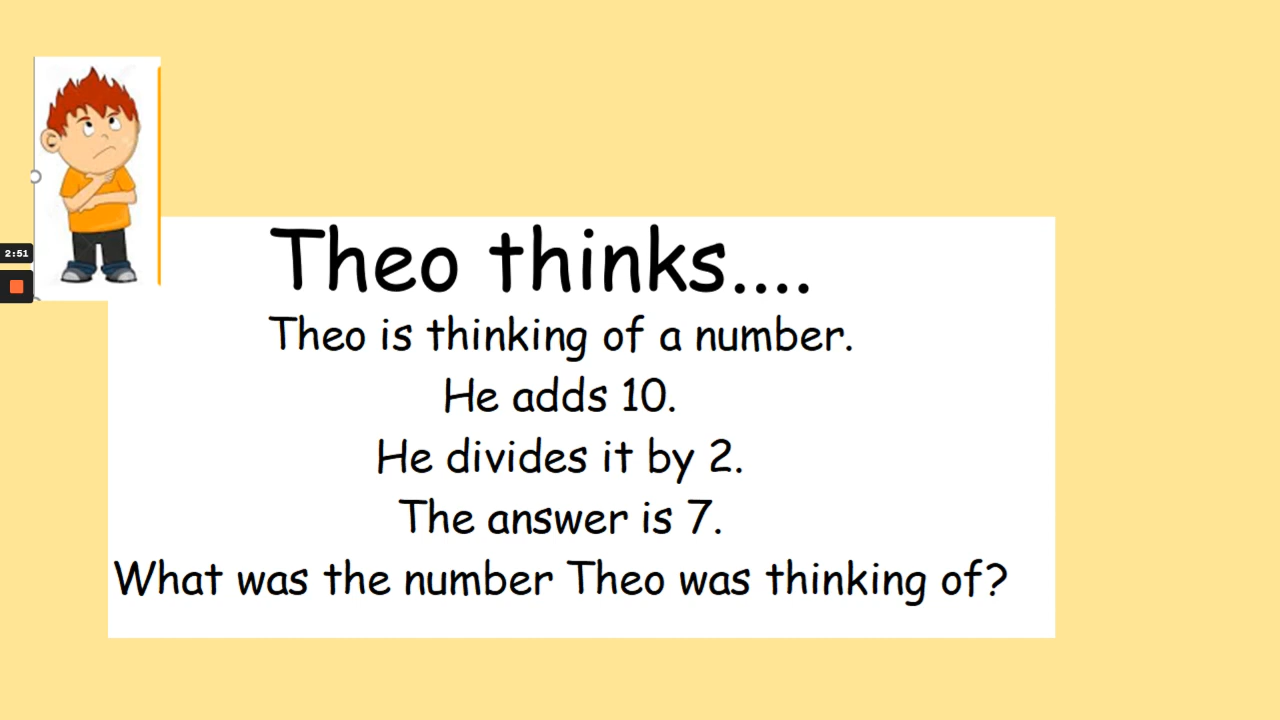 2:51
Theo thinks....
Theo is thinking of a number.
He adds 10.
He divides it by 2.
The answer is 7.
What was the number Theo was thinking of?